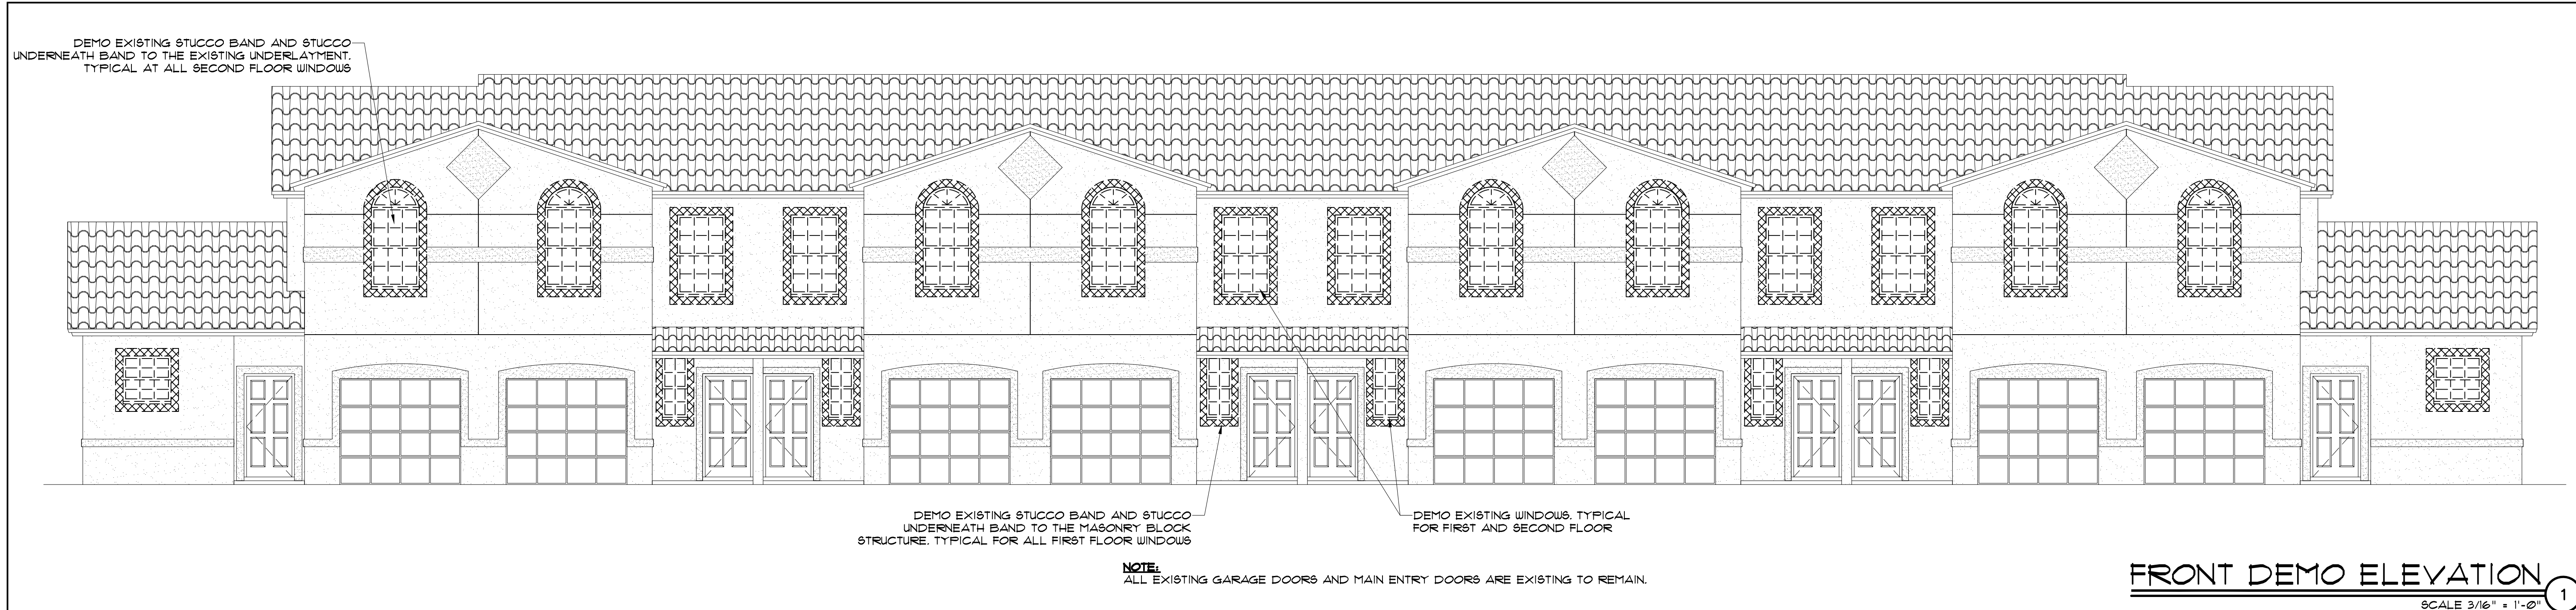 DEMO EXISTING STUCCO BAND AND STUCCO
UNDERNEATH BAND TO THE EXISTING UNDERLAYMENT.
TYPICAL AT ALL SECOND FLOOR WINDOWS
DEMO EXISTING STUCCO BAND AND STUCCO
UNDERNEATH BAND TO THE MASONRY BLOCK
STRUCTURE. TYPICAL FOR ALL FIRST FLOOR WINDOWS
DEMO EXISTING WINDOWS. TYPICAL
FOR FIRST AND SECOND FLOOR
NOTE:
ALL EXISTING GARAGE DOORS AND MAIN ENTRY DOORS ARE EXISTING TO REMAIN.
FRONT DEMO ELEVATION
1
SCALE 3/16" = 1'-0"